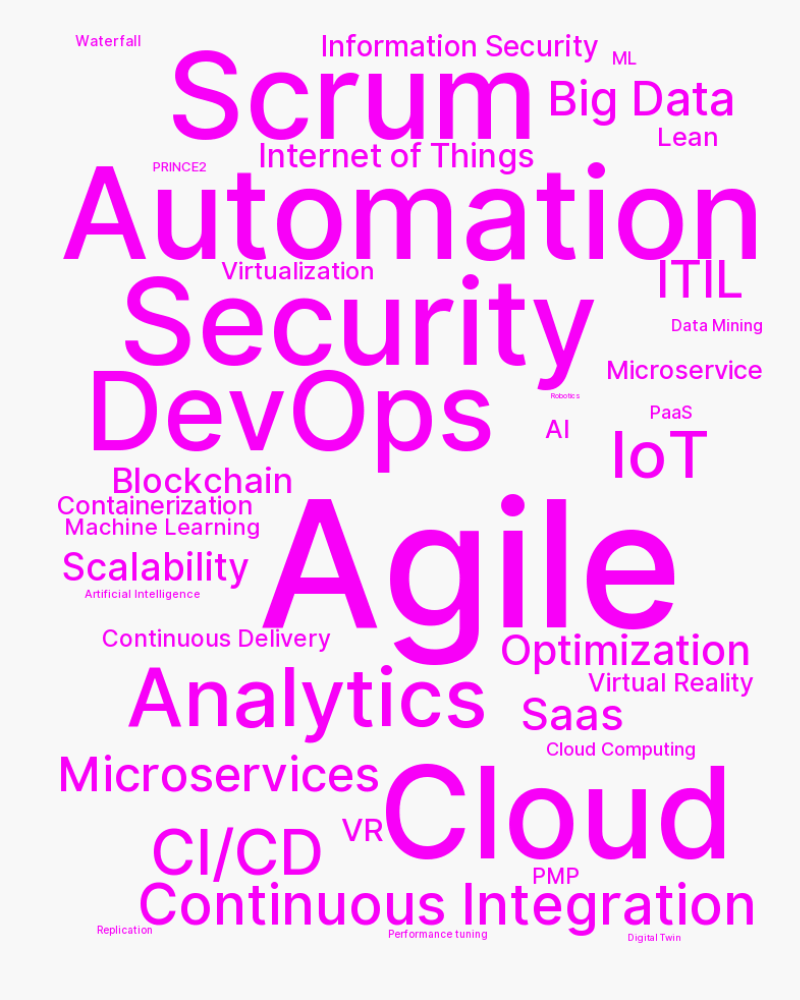 Waterfall
Information Security
ML
Scrum
Big Data
Lean
Internet of Things
PRINCE2
Automation
Virtualization
ITIL
Security
Data Mining
Microservice
DevOps
Robotics
PaaS
AI
IoT
Blockchain
Containerization
Machine Learning
Agile
Scalability
Artificial Intelligence
Continuous Delivery
Optimization
Virtual Reality
Analytics
Saas
Cloud Computing
Microservices
Cloud
VR
CI/CD
PMP
Continuous Integration
Replication
Performance tuning
Digital Twin